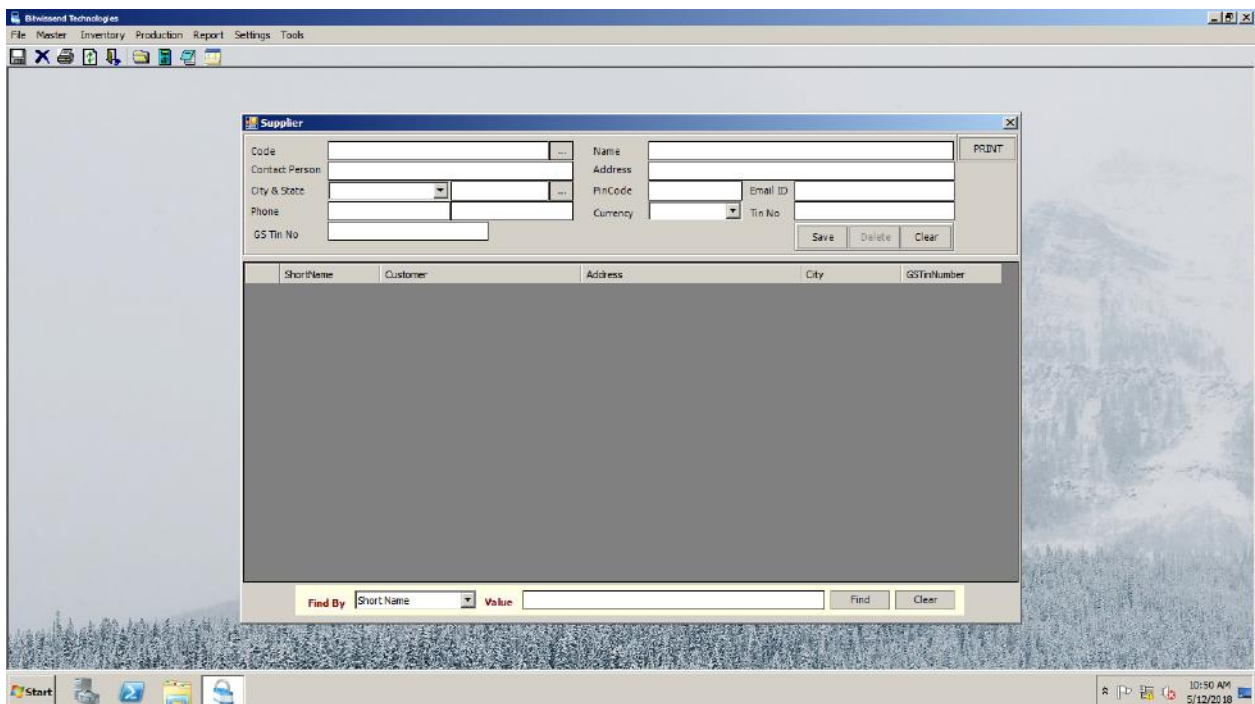 Bitwissend Technologies
File Master Inventory Production Report Settings Tools
Supplier
Code ... Name PRINT
Contact Person Address
City & State ... PinCode Email ID
Phone Currency Tin No
GS Tin No Save Delete Clear
ShortName Customer Address City GSTinNumber
Find By Short Name Value Find Clear
Start 10:50 AM
5/12/2018